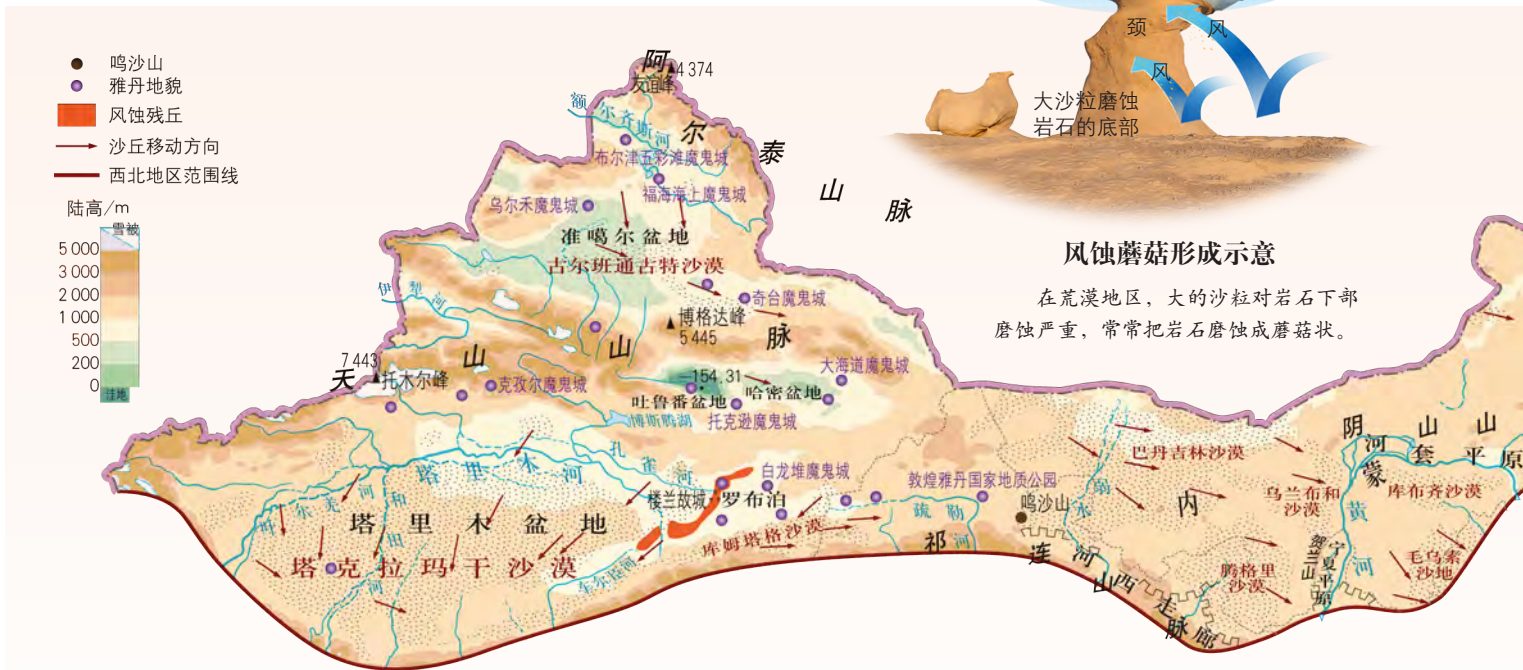 鸣沙山
雅丹地貌
风蚀残丘
沙丘移动方向
西北地区范围线
陆高/m
雪被
5 000
3 000
2 000
1 000
500
200
0
洼地
颈
风
风
大沙粒磨蚀
岩石的底部
风蚀蘑菇形成示意
在荒漠地区，大的沙粒对岩石下部
磨蚀严重，常常把岩石磨蚀成蘑菇状。
阿尔泰山脉
4 374
友谊峰
额尔齐斯河
布尔津五彩滩魔鬼城
福海海上魔鬼城
乌尔禾魔鬼城
准噶尔盆地
古尔班通古特沙漠
伊犁河
奇台魔鬼城
博格达峰
5 445
天山山脉
7 443
托木尔峰
克孜尔魔鬼城
-154.31
吐鲁番盆地
哈密盆地
大海道魔鬼城
托克逊魔鬼城
博斯腾湖
孔雀河
塔里木河
白龙堆魔鬼城
楼兰故城
罗布泊
叶尔羌河
和田河
塔里木盆地
塔克拉玛干沙漠
车尔臣河
库姆塔格沙漠
敦煌雅丹国家地质公园
鸣沙山
疏勒河
祁连山脉
河西走廊
弱水
巴丹吉林沙漠
内蒙
阴山山
河套平原
乌兰布和
沙漠
库布齐沙漠
黄河
贺兰山
宁夏平原
毛乌素
沙地
腾格里
沙漠